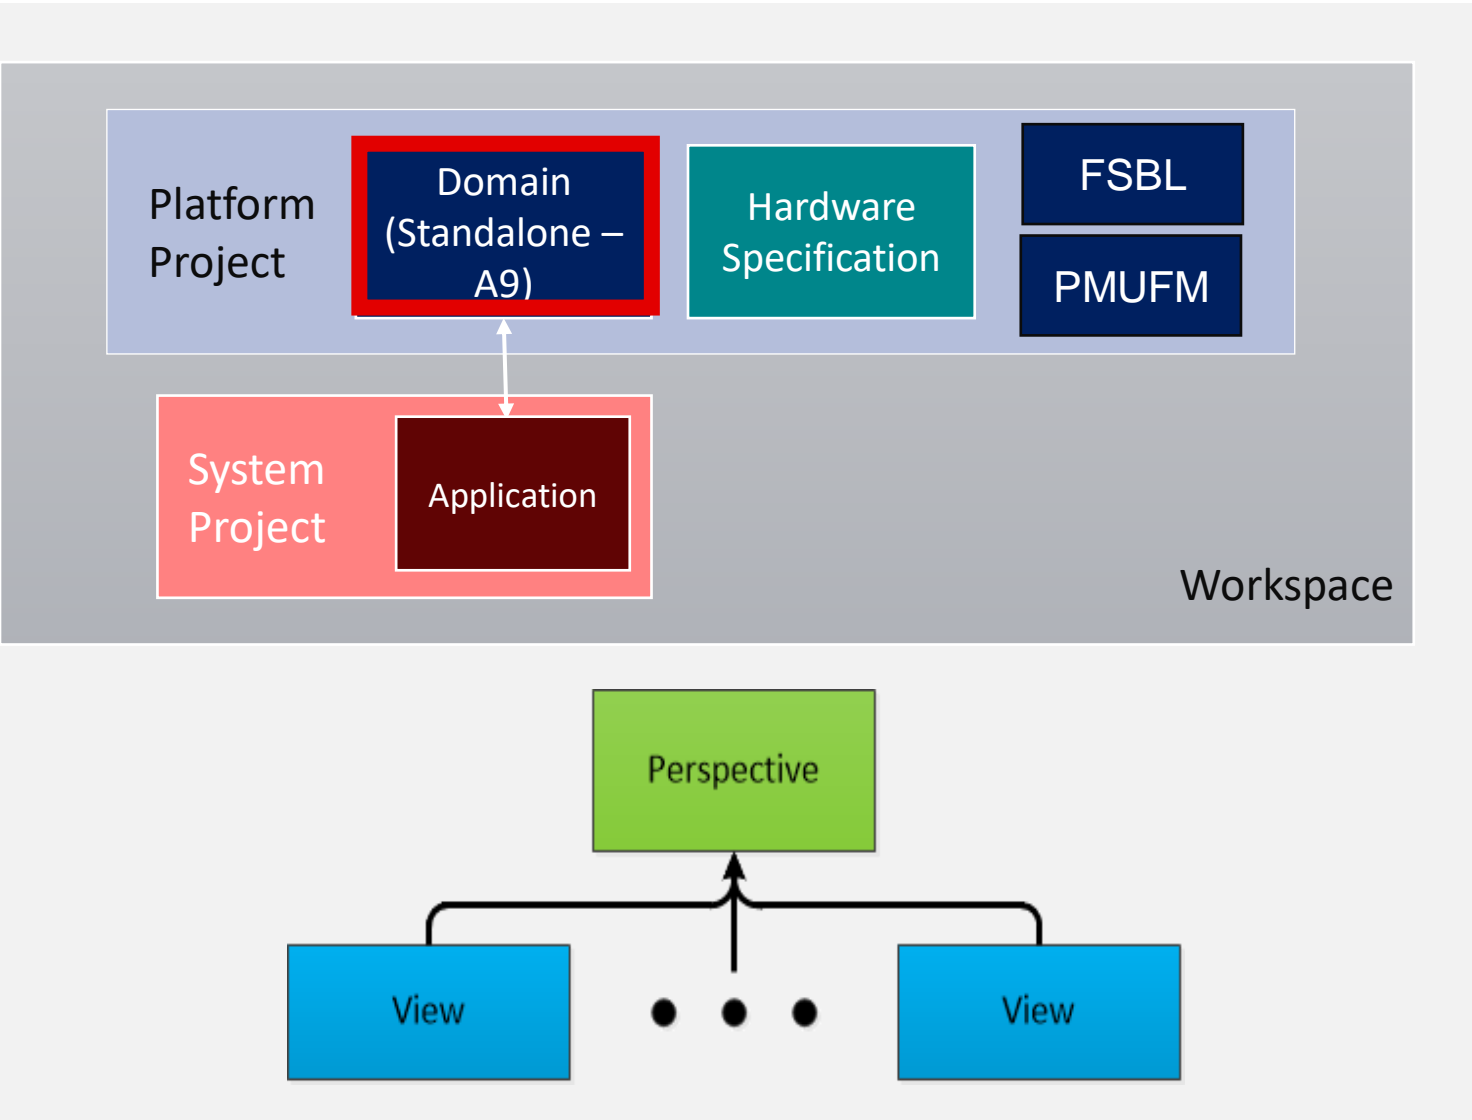 Platform
Project
Domain
(Standalone –
A9)
Hardware
Specification
FSBL
PMUFM
System
Project
Application
Workspace
Perspective
View
View